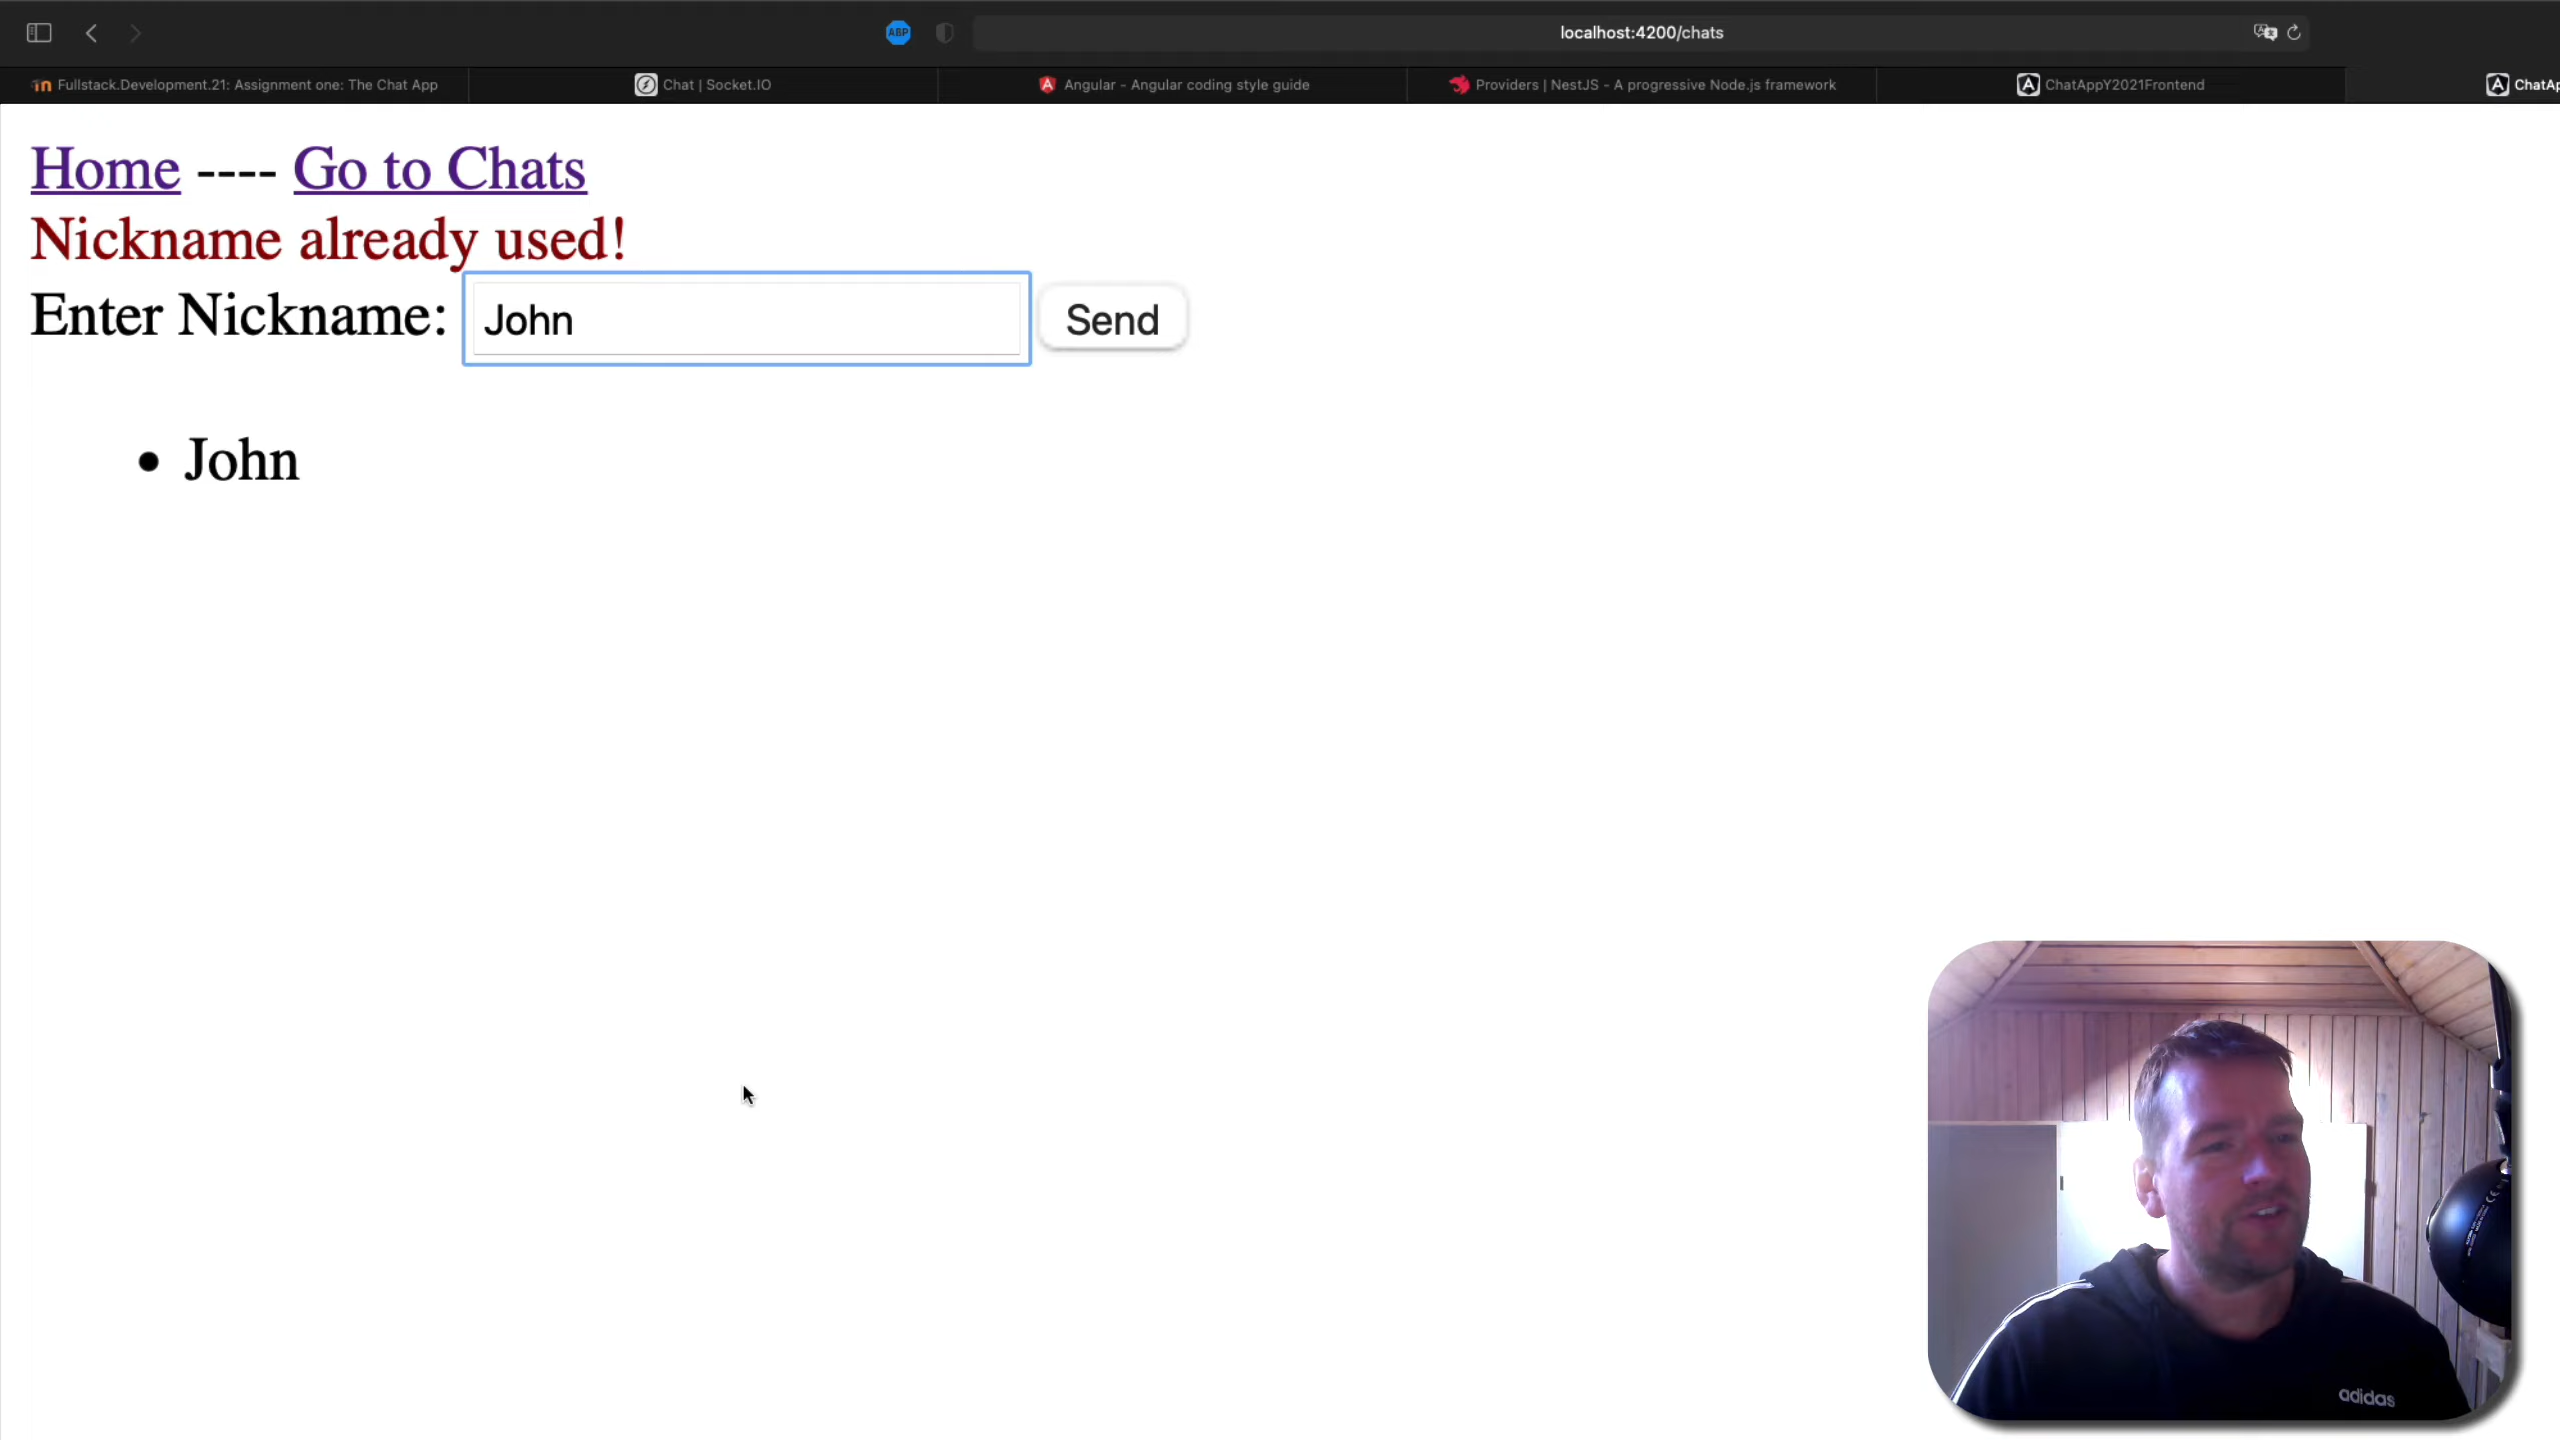 localhost:4200/chats
ABP
Fullstack.Development.21: Assignment one: The Chat App
Chat | Socket.IO
Angular - Angular coding style guide
Providers | NestJS - A progressive Node.js framework
ChatAppY2021Frontend
ChatAp
Home ---- Go to Chats
Nickname already used!
Enter Nickname: John Send
• John
adidas